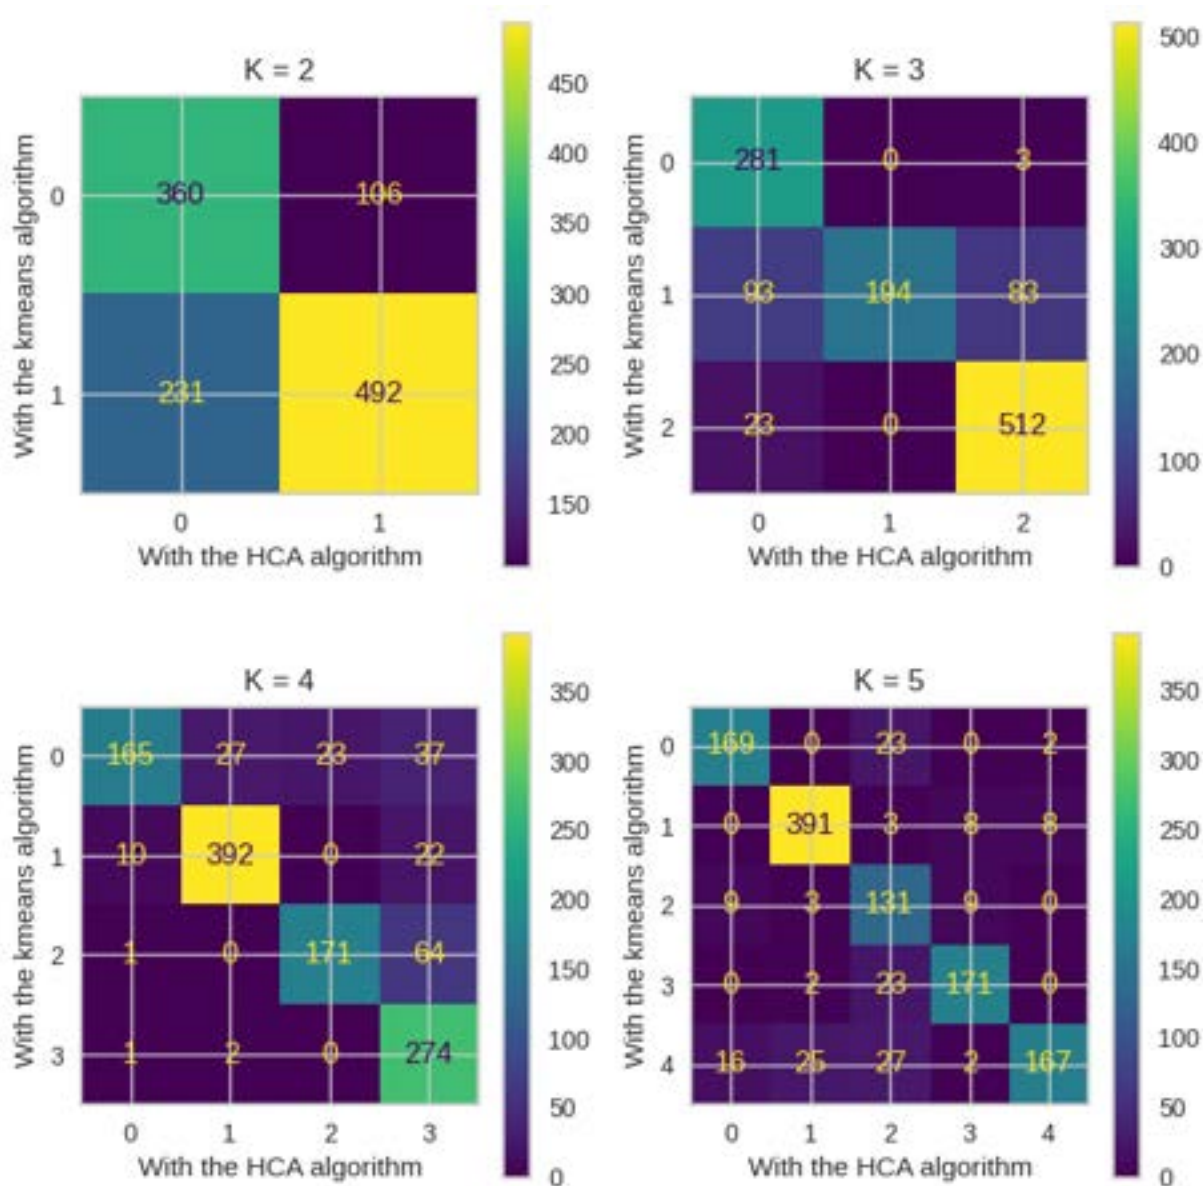 K = 2
450
400
350
300
250
200
150
With the kmeans algorithm
0
1
360 106
231 492
0 1
With the HCA algorithm
K = 3
500
400
300
200
100
0
With the kmeans algorithm
0
1
2
281 0 3
93 194 83
23 0 512
0 1 2
With the HCA algorithm
K = 4
350
300
250
200
150
100
50
0
With the kmeans algorithm
0
1
2
3
165 27 23 37
10 392 0 22
1 0 171 64
1 2 0 274
0 1 2 3
With the HCA algorithm
K = 5
350
300
250
200
150
100
50
0
With the kmeans algorithm
0
1
2
3
4
169 0 23 0 2
0 391 3 8 8
9 3 131 9 0
0 2 23 171 0
16 25 27 2 167
0 1 2 3 4
With the HCA algorithm